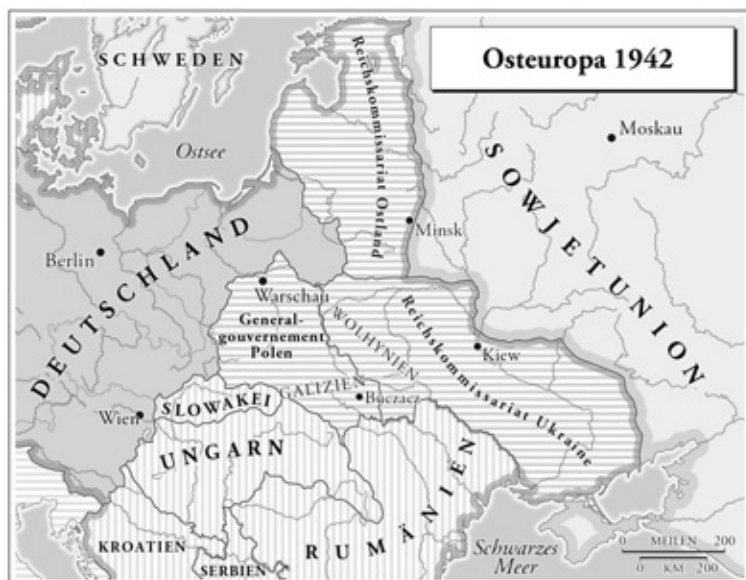 Osteuropa 1942
SCHWEDEN
Ostsee
Reichskommissariat Ostland
Moskau
SOWJETUNION
Minsk
DEUTSCHLAND
Berlin
Warschau
General-
gouvernement
Polen
WOLHYNIEN
Reichskommissariat Ukraine
Kiew
GALIZIEN
Buczacz
Wien
SLOWAKEI
UNGARN
RUMÄNIEN
KROATIEN
SERBIEN
Schwarzes
Meer
0 MEILEN 200
0 KM 200